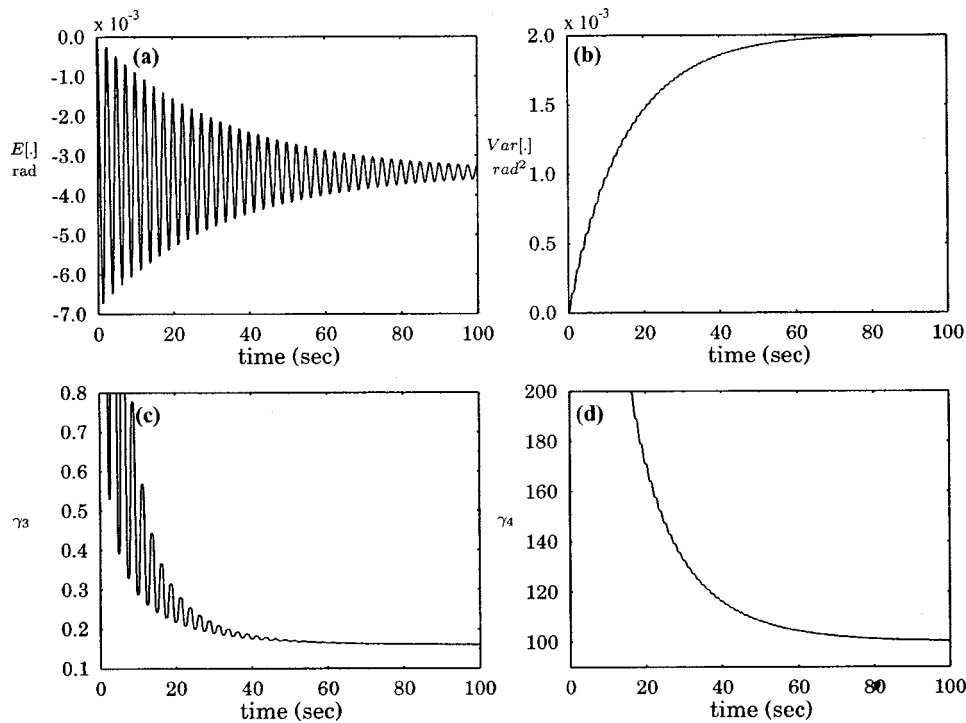 x 10⁻³
(a)
0.0
-1.0
-2.0
E[.]
rad
-3.0
-4.0
-5.0
-6.0
-7.0
0 20 40 60 80 100
time (sec)
x 10⁻³
(b)
2.0
1.5
Var[.]
rad²
1.0
0.5
0.0
0 20 40 60 80 100
time (sec)
(c)
0.8
0.7
0.6
0.5
γ₃
0.4
0.3
0.2
0.1
0 20 40 60 80 100
time (sec)
(d)
200
180
160
γ₄
140
120
100
0 20 40 60 80 100
time (sec)